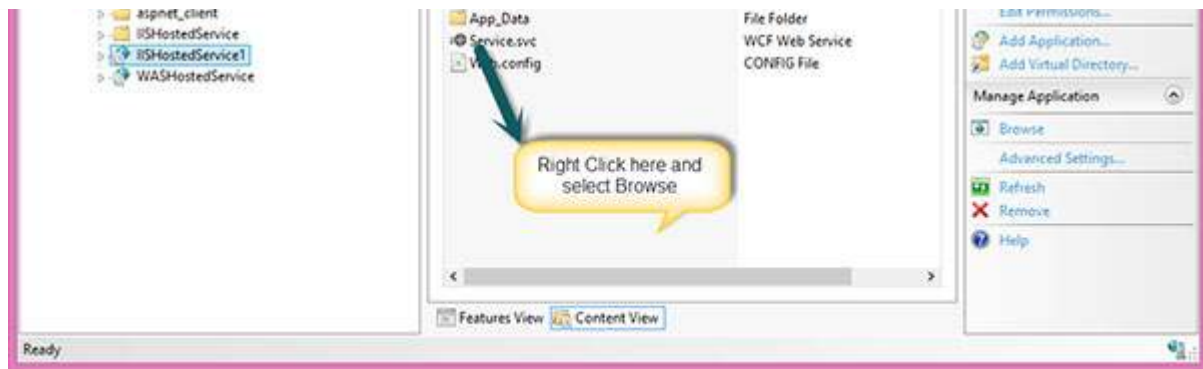 aspnet_client
IISHostedService
IISHostedService1
WASHostedService
App_Data
File Folder
Service.svc
WCF Web Service
Web.config
CONFIG File
Right Click here and
select Browse
Features View
Content View
Edit Permissions...
Add Application...
Add Virtual Directory...
Manage Application
Browse
Advanced Settings...
Refresh
Remove
Help
Ready